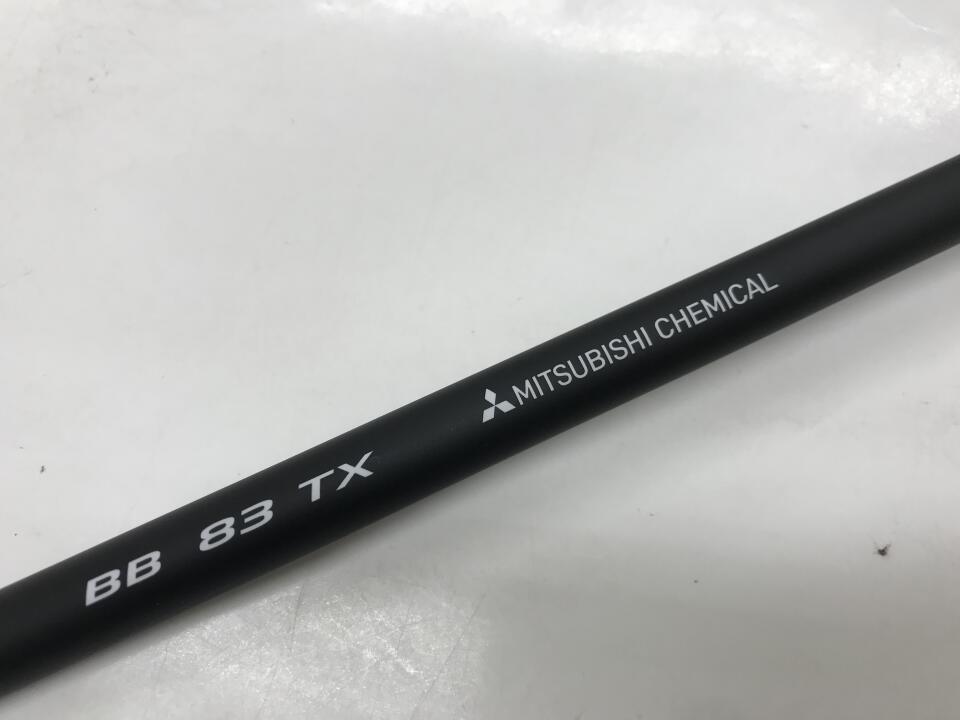 BB 83 TX MITSUBISHI CHEMICAL